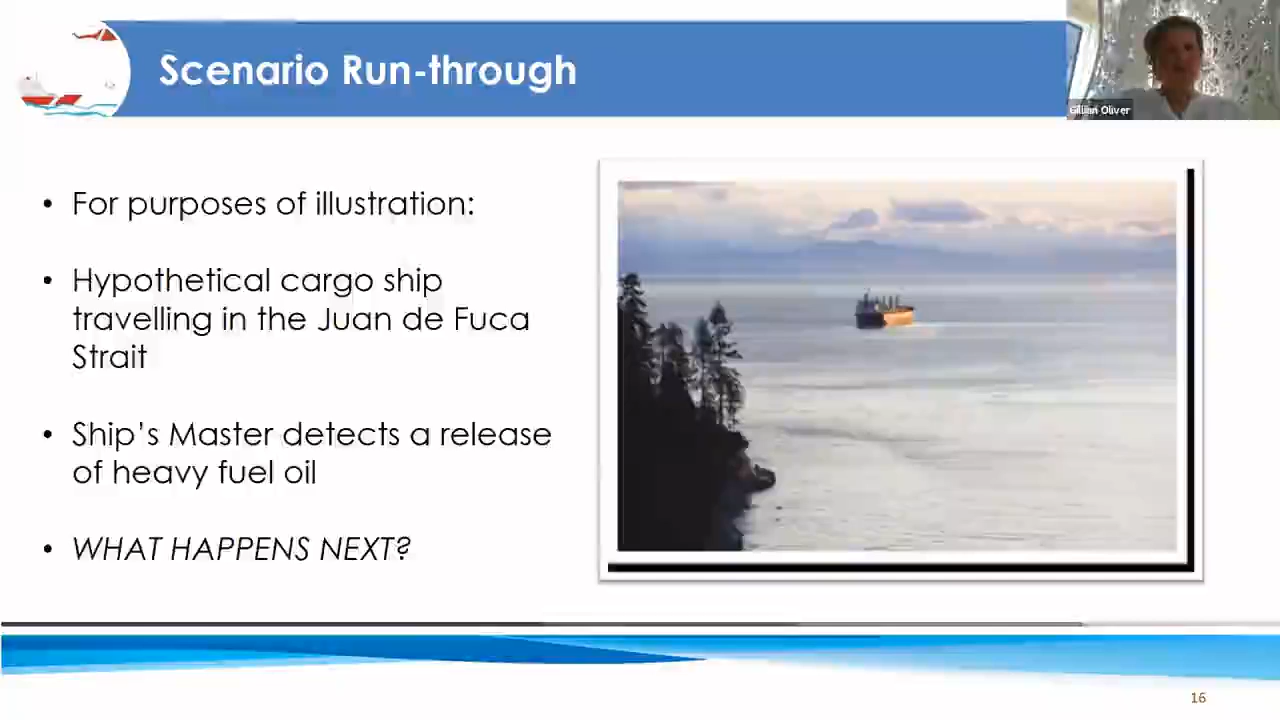 Scenario Run-through
Gillian Oliver
• For purposes of illustration:
• Hypothetical cargo ship
travelling in the Juan de Fuca
Strait
• Ship's Master detects a release
of heavy fuel oil
• WHAT HAPPENS NEXT?
16